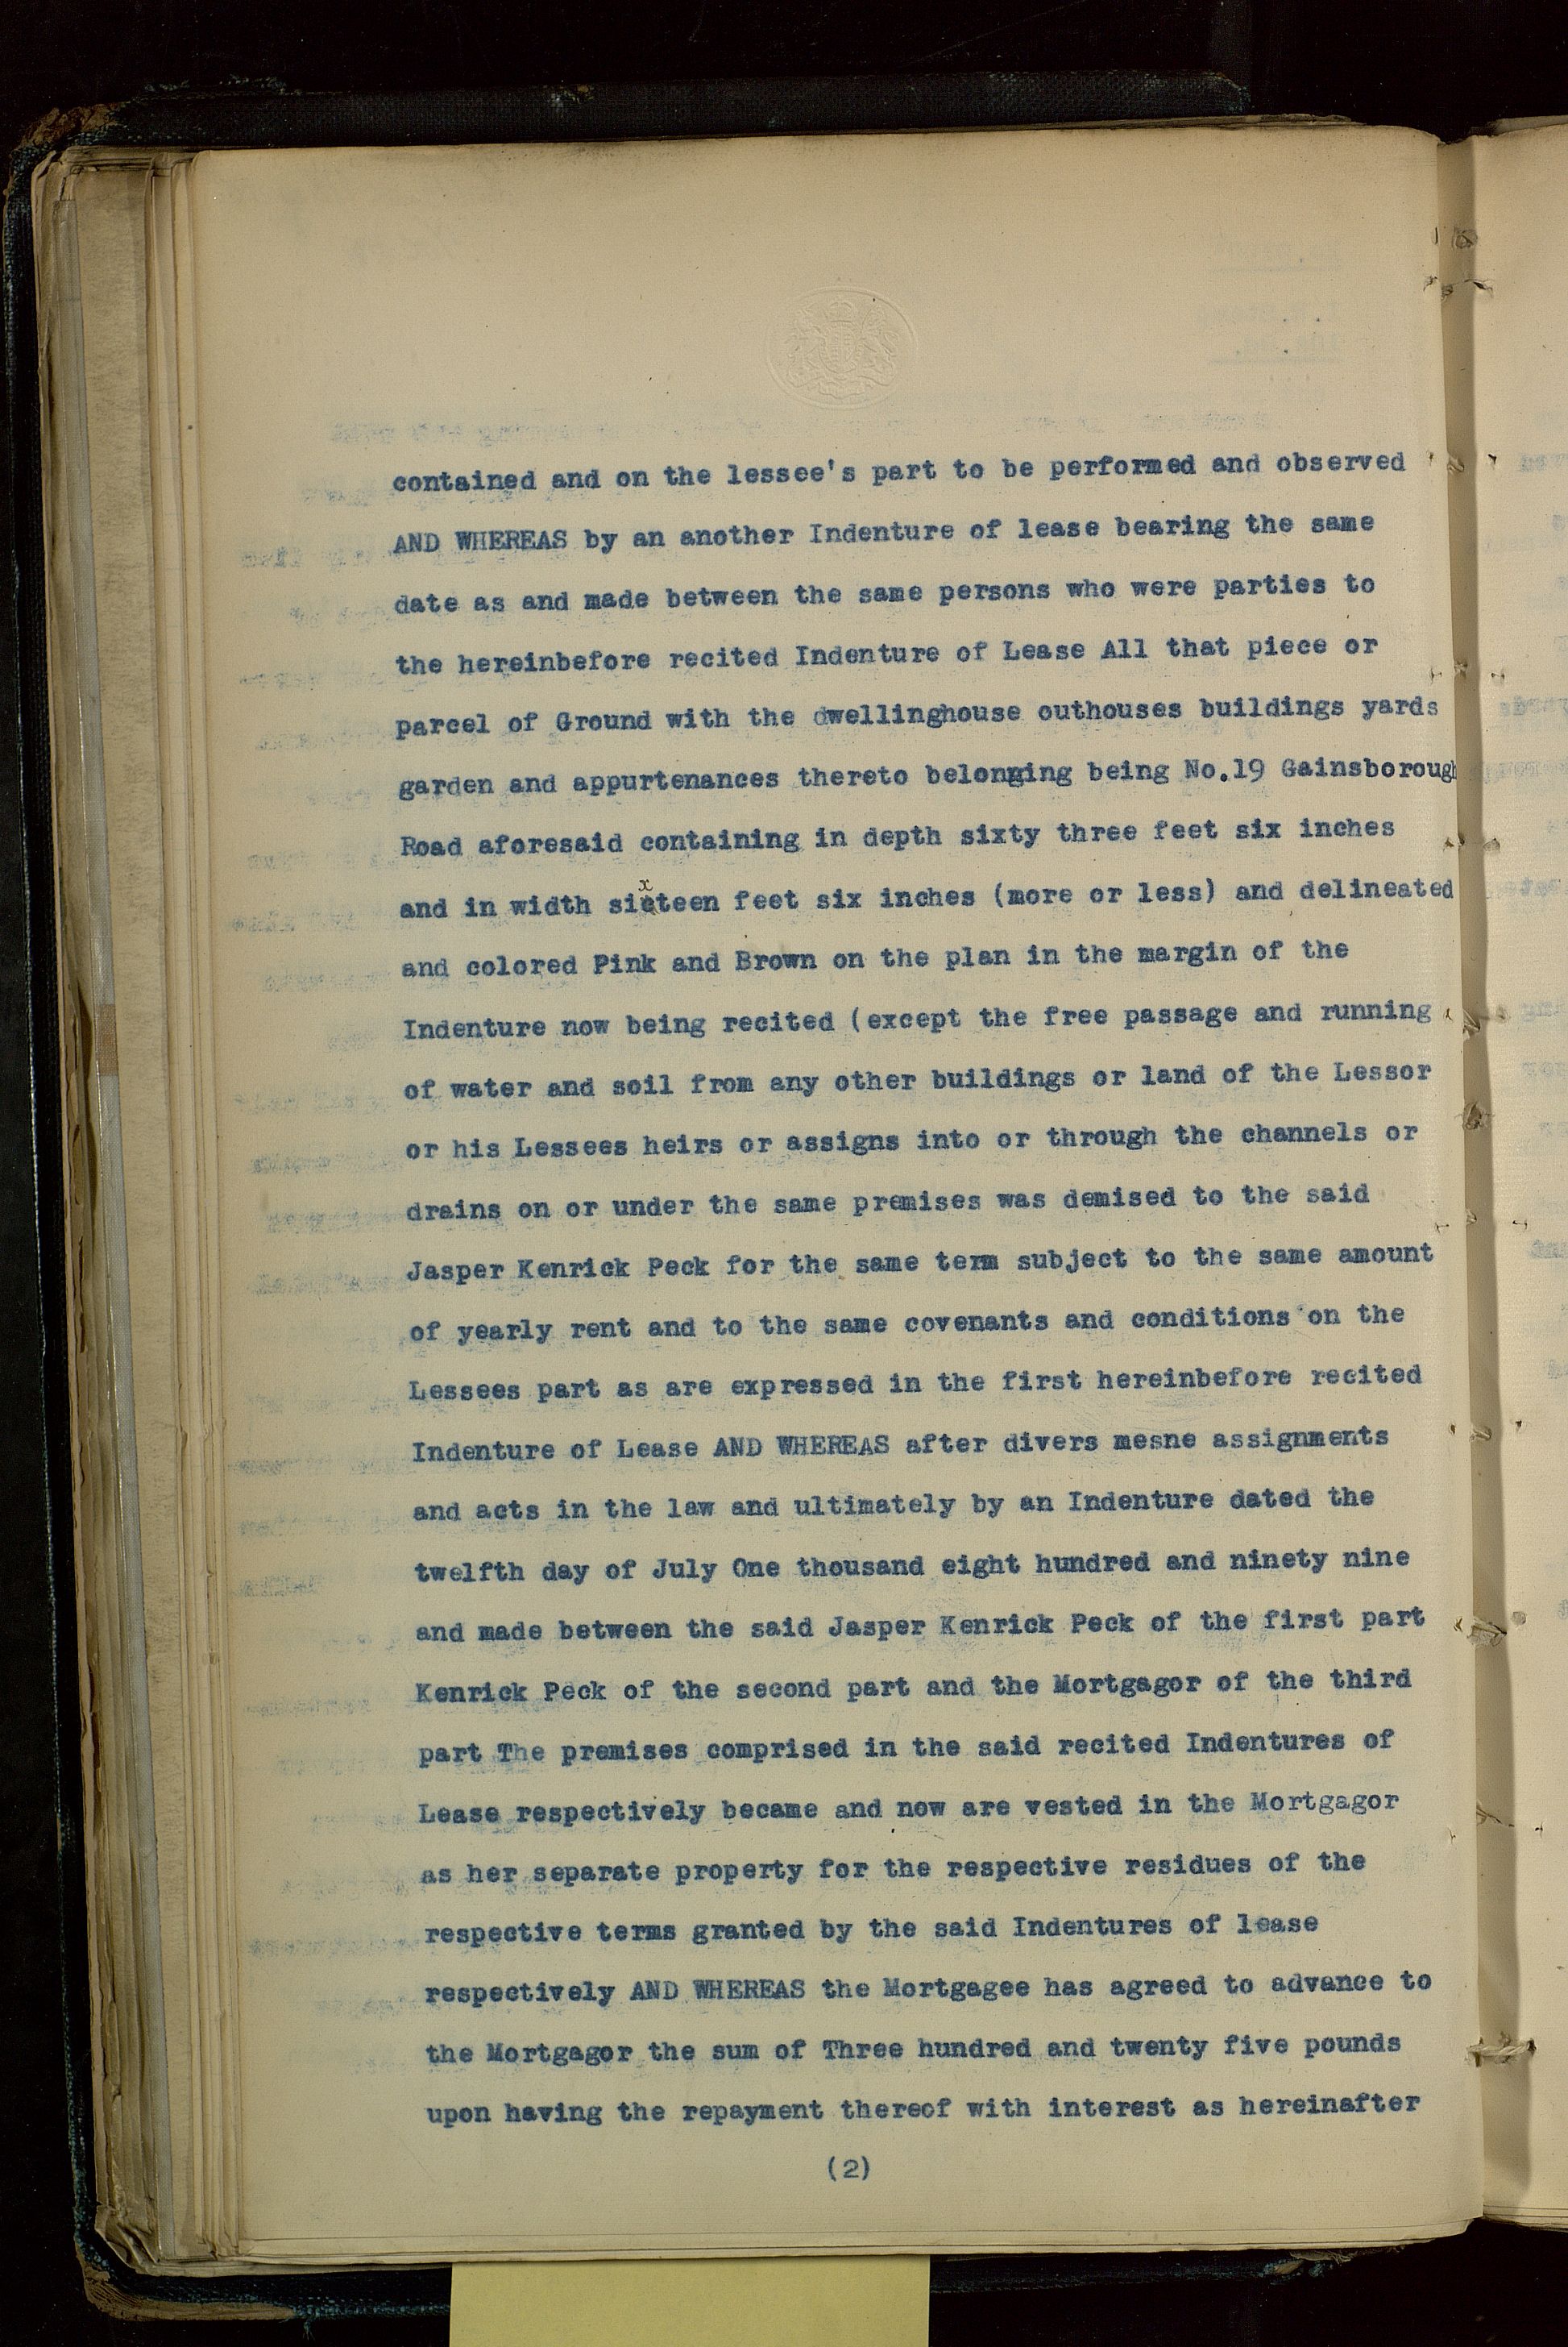 contained and on the lessee's part to be performed and observed
AND WHEREAS by an another Indenture of lease bearing the same
date as and made between the same persons who were parties to
the hereinbefore recited Indenture of Lease All that piece or
parcel of Ground with the dwellinghouse outhouses buildings yards
garden and appurtenances thereto belonging being No.19 Gainsborough
Road aforesaid containing in depth sixty three feet six inches
and in width sixteen feet six inches (more or less) and delineated
and colored Pink and Brown on the plan in the margin of the
Indenture now being recited (except the free passage and running
of water and soil from any other buildings or land of the Lessor
or his Lessees heirs or assigns into or through the channels or
drains on or under the same premises was demised to the said
Jasper Kenrick Peck for the same term subject to the same amount
of yearly rent and to the same covenants and conditions on the
Lessees part as are expressed in the first hereinbefore recited
Indenture of Lease AND WHEREAS after divers mesne assignments
and acts in the law and ultimately by an Indenture dated the
twelfth day of July One thousand eight hundred and ninety nine
and made between the said Jasper Kenrick Peck of the first part
Kenrick Peck of the second part and the Mortgagor of the third
part The premises comprised in the said recited Indentures of
Lease respectively became and now are vested in the Mortgagor
as her separate property for the respective residues of the
respective terms granted by the said Indentures of lease
respectively AND WHEREAS the Mortgagee has agreed to advance to
the Mortgagor the sum of Three hundred and twenty five pounds
upon having the repayment thereof with interest as hereinafter
(2)